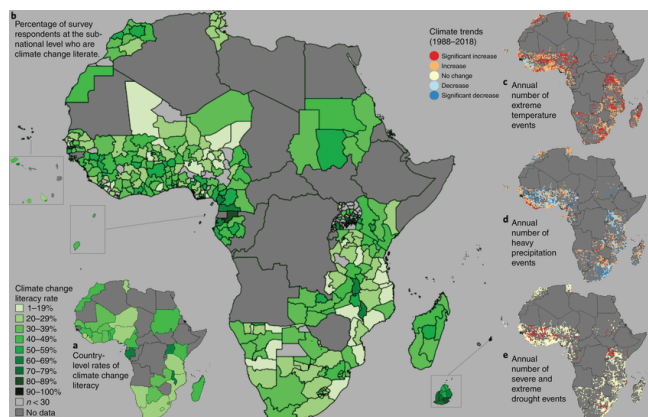 b Percentage of survey
respondents at the sub-
national level who are
climate change literate.
Climate change
literacy rate
1–19%
20–29%
30–39%
40–49%
50–59%
60–69%
70–79%
80–89%
90–100%
n < 30
No data
a
Country-
level rates of
climate change
literacy
Climate trends
(1988–2018)
Significant increase
Increase
No change
Decrease
Significant decrease
c Annual
number of
extreme
temperature
events
d Annual
number of
heavy
precipitation
events
e Annual
number of
severe and
extreme
drought events